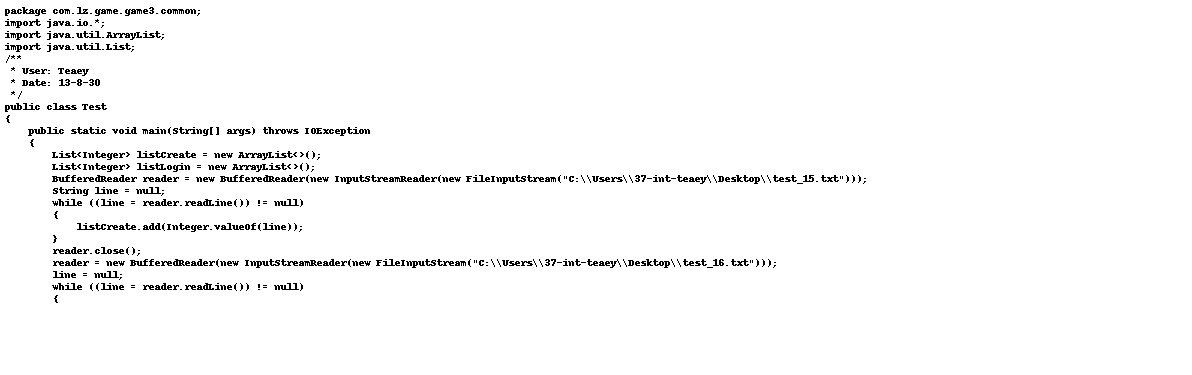 package com.lz.game.game3.common;
import java.io.*;
import java.util.ArrayList;
import java.util.List;
/**
 * User: Teaey
 * Date: 13-8-30
 */
public class Test
{
    public static void main(String[] args) throws IOException
    {
        List<Integer> listCreate = new ArrayList<>();
        List<Integer> listLogin = new ArrayList<>();
        BufferedReader reader = new BufferedReader(new InputStreamReader(new FileInputStream("C:\\Users\\37-int-teaey\\Desktop\\test_15.txt")));
        String line = null;
        while ((line = reader.readLine()) != null)
        {
            listCreate.add(Integer.valueOf(line));
        }
        reader.close();
        reader = new BufferedReader(new InputStreamReader(new FileInputStream("C:\\Users\\37-int-teaey\\Desktop\\test_16.txt")));
        line = null;
        while ((line = reader.readLine()) != null)
        {